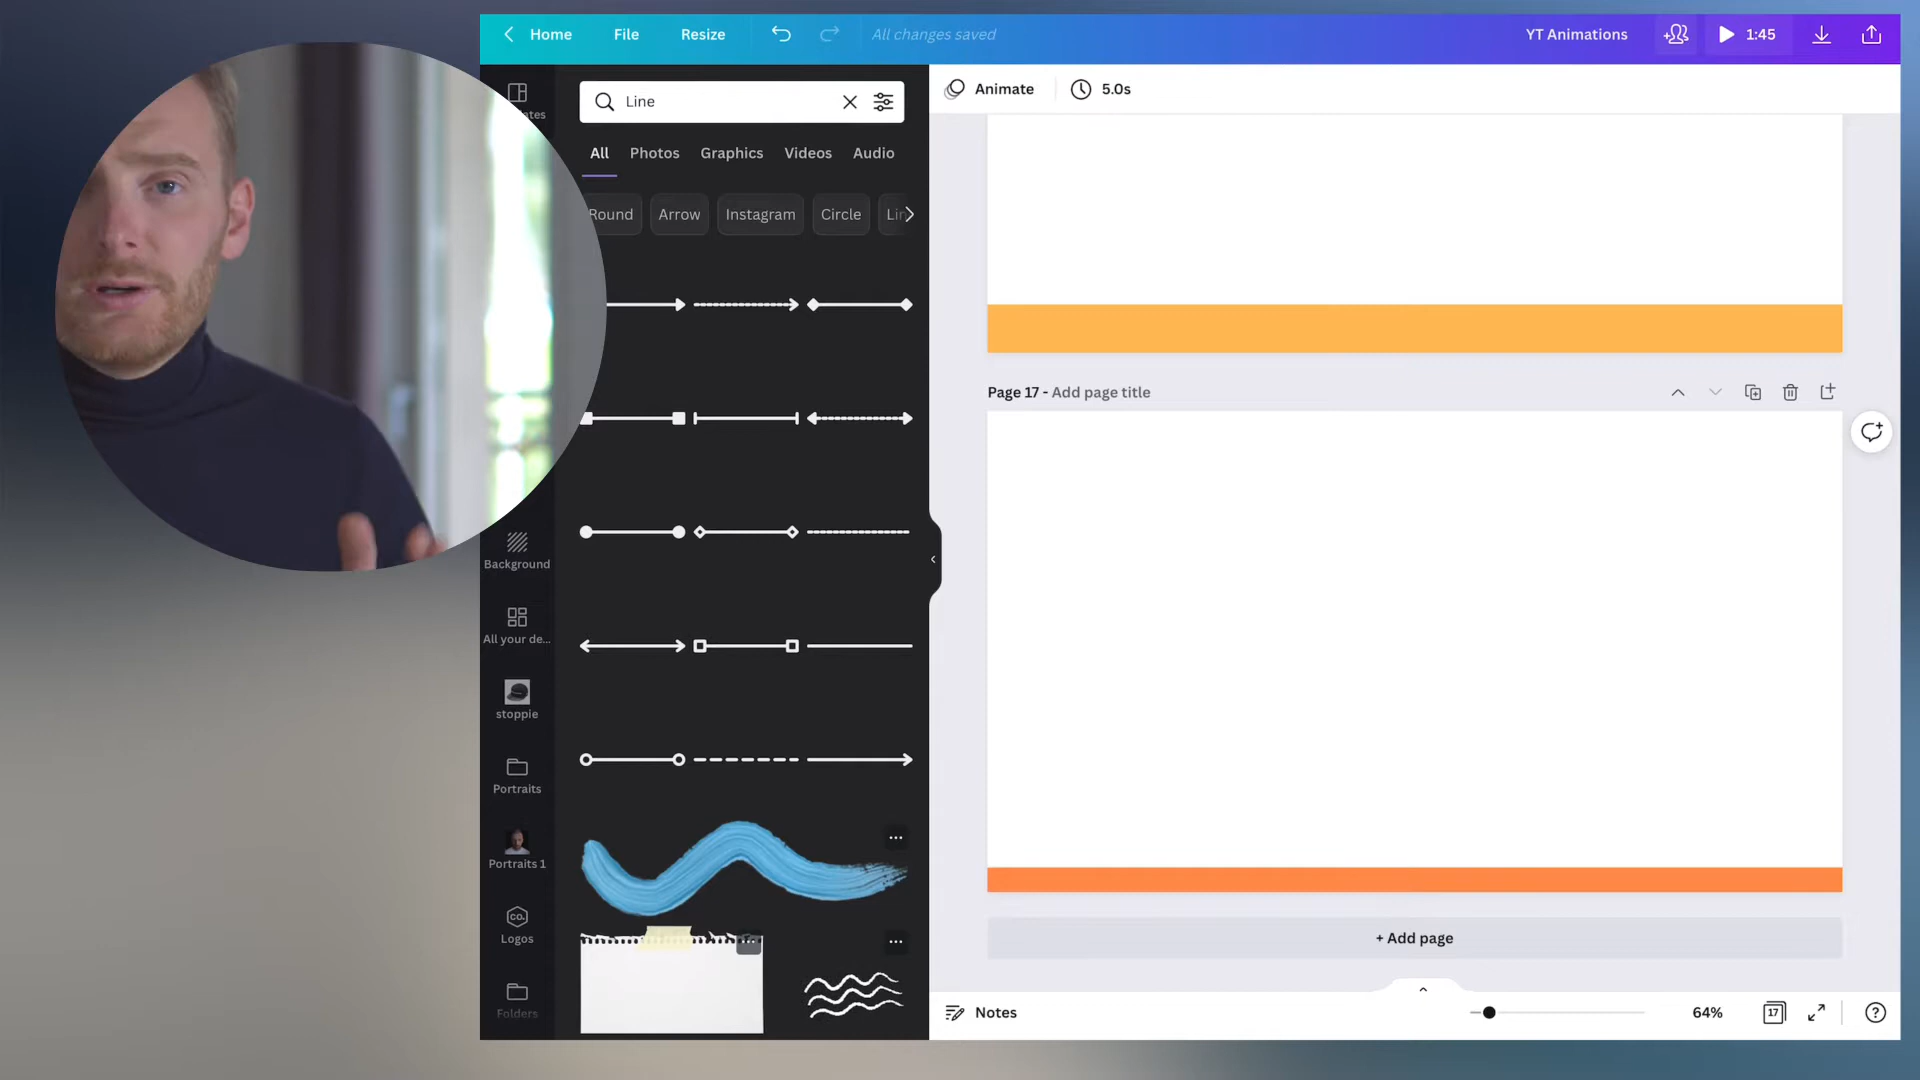 Home
File
Resize
All changes saved
YT Animations
1:45
Line
Animate
5.0s
All
Photos
Graphics
Videos
Audio
Round
Arrow
Instagram
Circle
Page 17 - Add page title
Background
All your de...
stoppie
Portraits
Portraits 1
CO.
Logos
Folders
+ Add page
Notes
64%
17